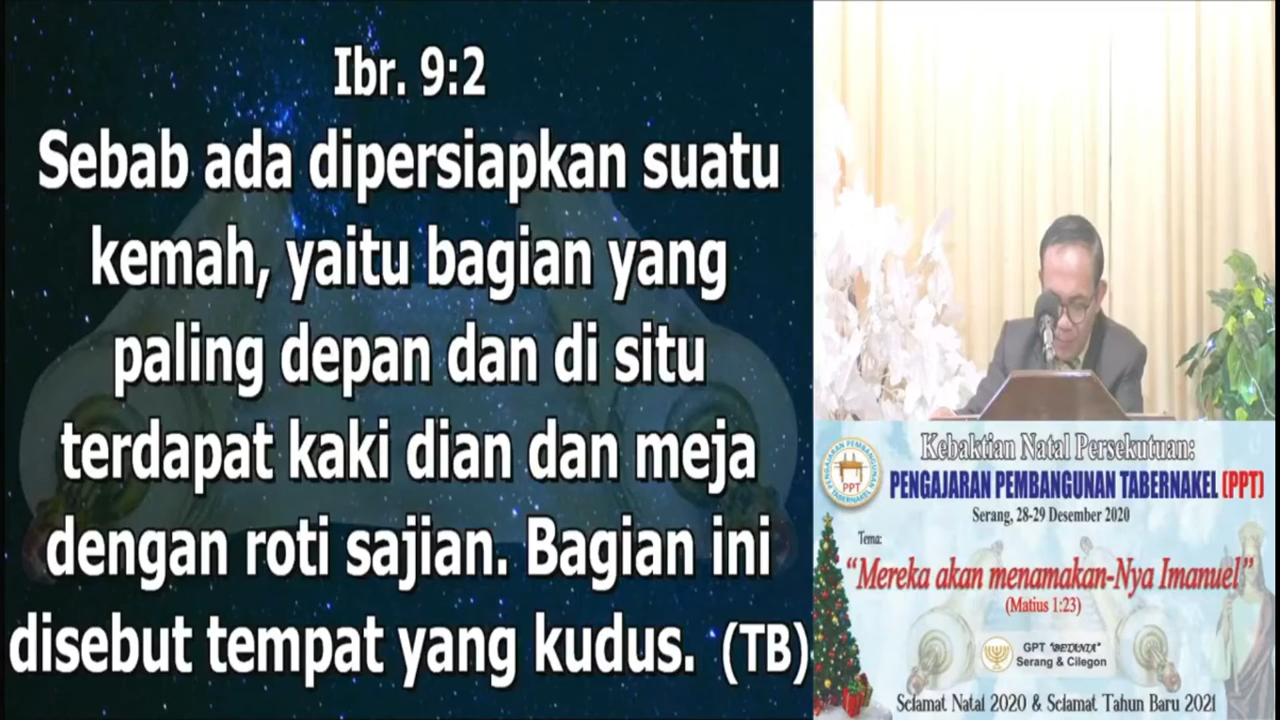 Ibr. 9:2
Sebab ada dipersiapkan suatu
kemah, yaitu bagian yang
paling depan dan di situ
terdapat kaki dian dan meja
dengan roti sajian. Bagian ini
disebut tempat yang kudus. (TB)
PENGAJARAN PEMBANGUNAN
TABERNAKEL
PPT
Kebaktian Natal Persekutuan:
PENGAJARAN PEMBANGUNAN TABERNAKEL (PPT)
Serang, 28-29 Desember 2020
Tema:
“Mereka akan menamakan-Nya Imanuel”
(Matius 1:23)
GPT "BETANIA"
Serang & Cilegon
Selamat Natal 2020 & Selamat Tahun Baru 2021